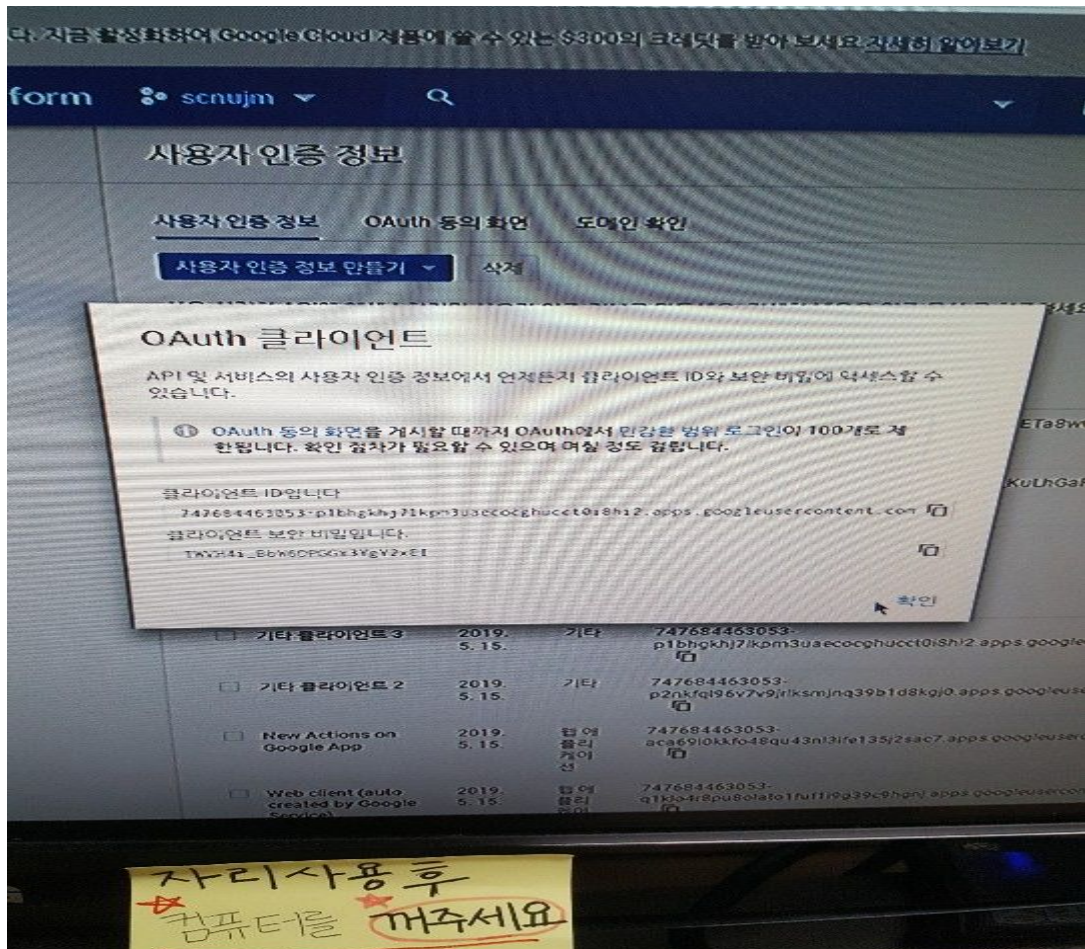 다. 지금 활성화하여 Google Cloud 제품에 쓸 수 있는 $300의 크레딧를 받아 보세요 자세히 알아보기
form scnujm
사용자 인증 정보
사용자 인증 정보 OAuth 동의 화면 도메인 확인
사용자 인증 정보 만들기 삭제
OAuth 클라이언트
API 및 서비스의 사용자 인증 정보에서 언제든지 클라이언트 ID와 보안 비밀에 액세스할 수
있습니다.
OAuth 동의 화면을 게시할 때까지 OAuth에서 민감한 범위 로그인이 100개로 제
한됩니다. 확인 절차가 필요할 수 있으며 며칠 정도 걸립니다.
클라이언트 ID입니다
클라이언트 보안 비밀입니다.
확인
기타 클라이언트 3 2019. 기타 747684463053-
5. 15.
기타 클라이언트 2 2019. 기타 747684463053-
5. 15.
New Actions on 2019. 웹 애 747684463053-
Google App 5. 15. 플리
케이
션
Web client (auto 2019. 웹 애 747684463053-
created by Google 5. 15. 플리
Service)
자리사용후
컴퓨터를 꺼주세요